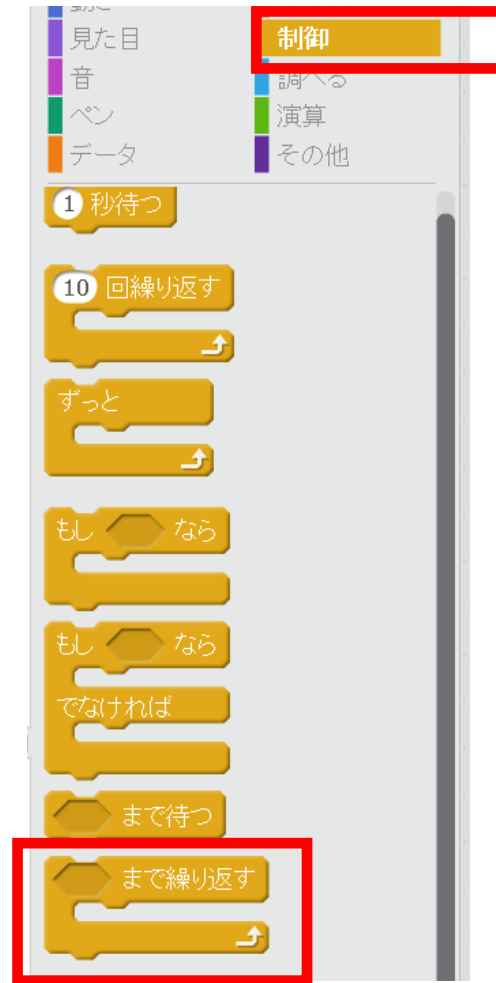 動き
見た目
制御
音
調べる
ペン
演算
データ
その他
1 秒待つ
10 回繰り返す
ずっと
もし なら
もし なら
でなければ
まで待つ
まで繰り返す